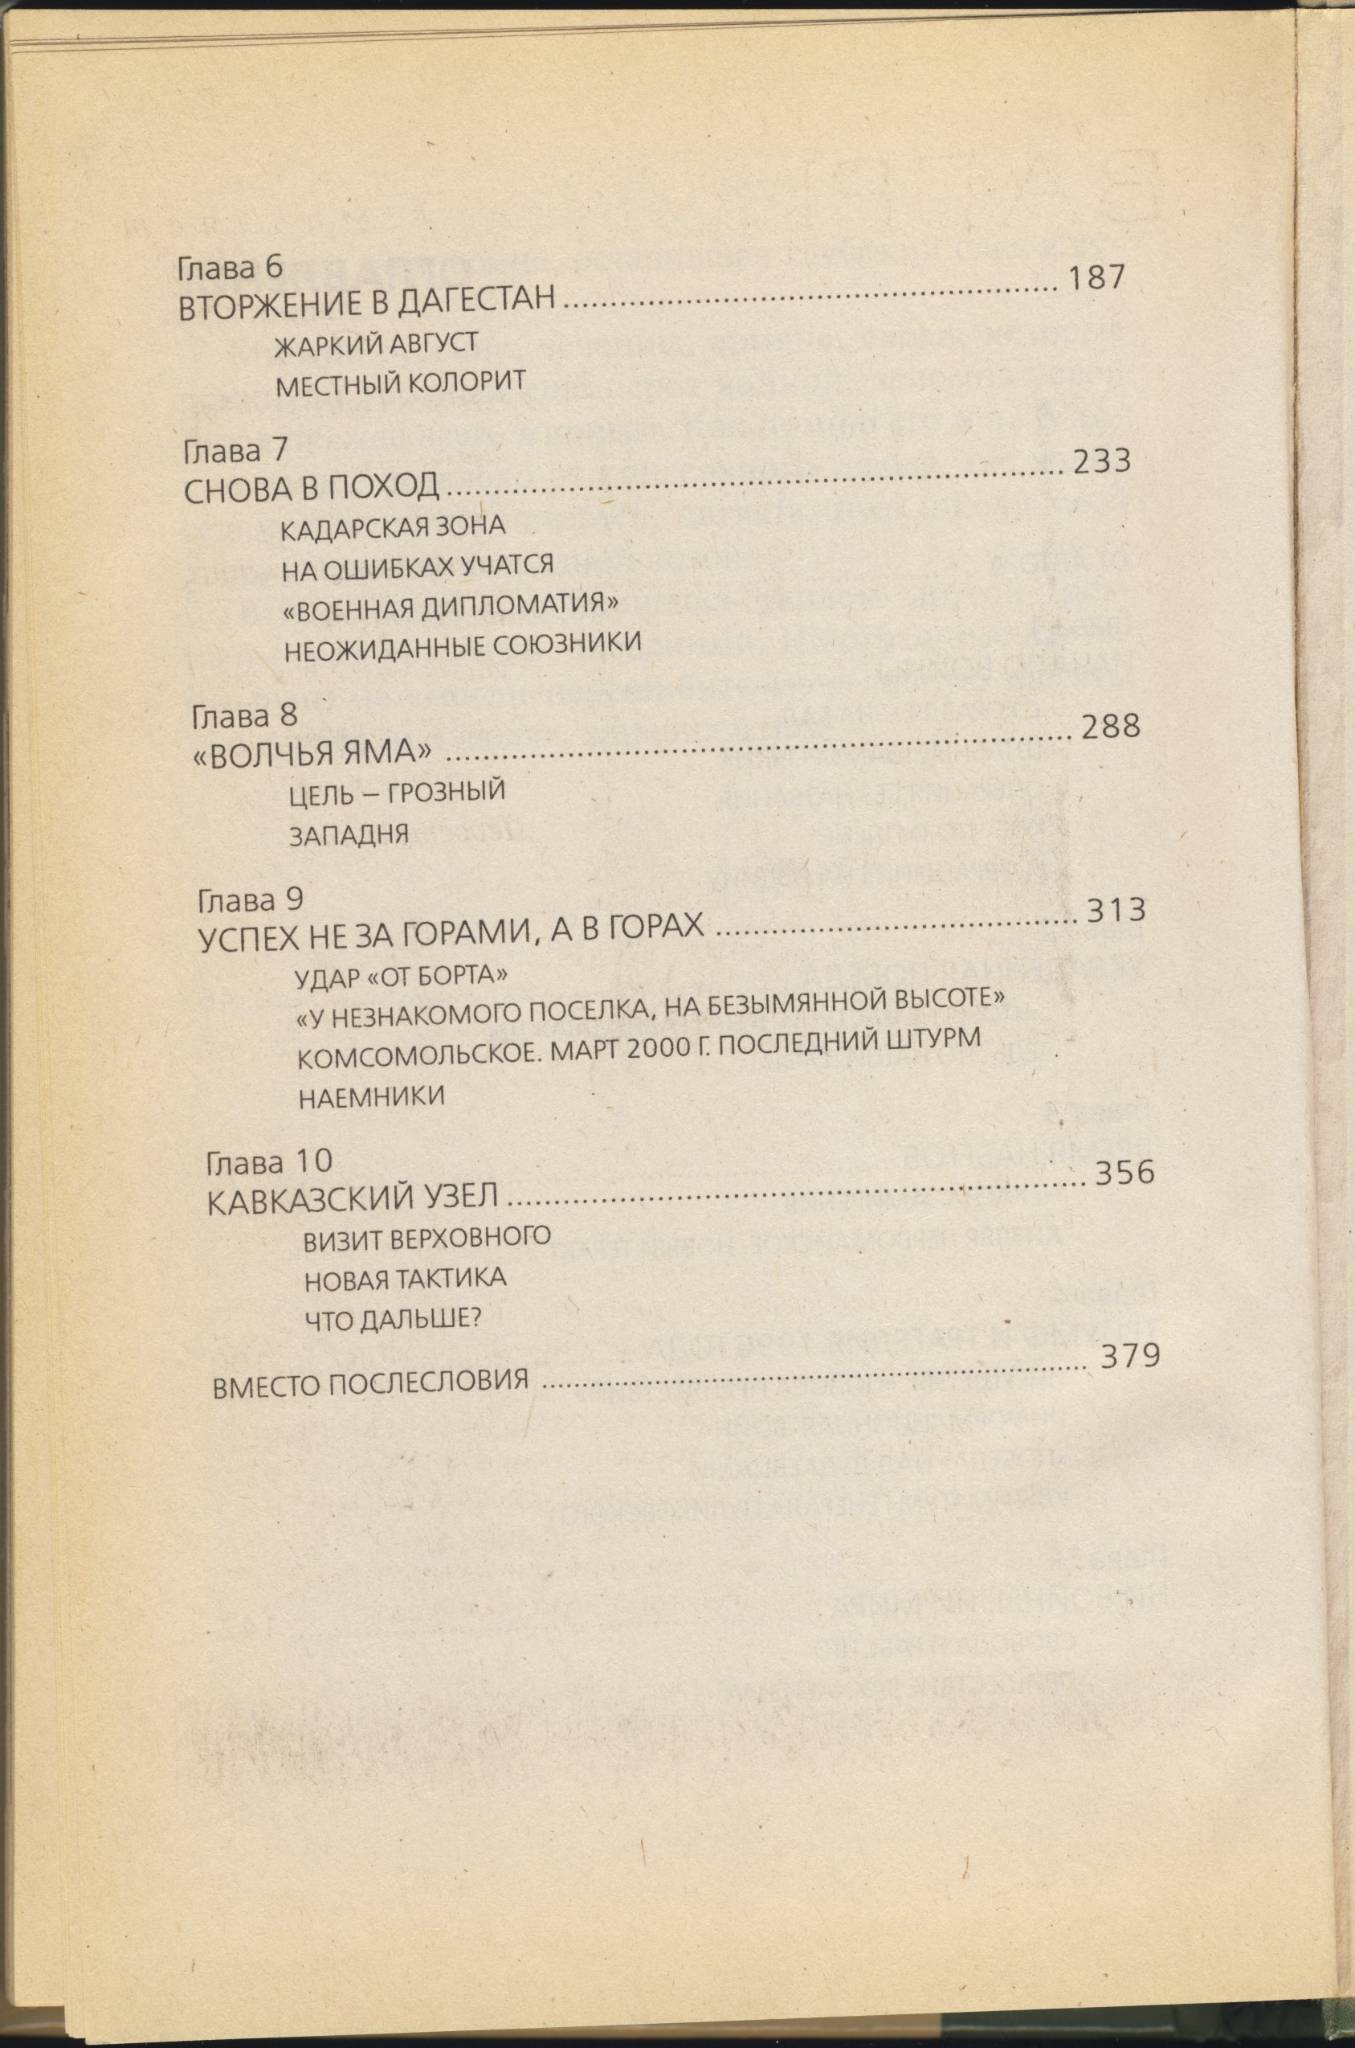 Глава 6
ВТОРЖЕНИЕ В ДАГЕСТАН .................................................... 187
ЖАРКИЙ АВГУСТ
МЕСТНЫЙ КОЛОРИТ
Глава 7
СНОВА В ПОХОД ................................................................. 233
КАДАРСКАЯ ЗОНА
НА ОШИБКАХ УЧАТСЯ
«ВОЕННАЯ ДИПЛОМАТИЯ»
НЕОЖИДАННЫЕ СОЮЗНИКИ
Глава 8
«ВОЛЧЬЯ ЯМА» .................................................................. 288
ЦЕЛЬ – ГРОЗНЫЙ
ЗАПАДНЯ
Глава 9
УСПЕХ НЕ ЗА ГОРАМИ, А В ГОРАХ ...................................... 313
УДАР «ОТ БОРТА»
«У НЕЗНАКОМОГО ПОСЕЛКА, НА БЕЗЫМЯННОЙ ВЫСОТЕ»
КОМСОМОЛЬСКОЕ. МАРТ 2000 Г. ПОСЛЕДНИЙ ШТУРМ
НАЕМНИКИ
Глава 10
КАВКАЗСКИЙ УЗЕЛ ............................................................. 356
ВИЗИТ ВЕРХОВНОГО
НОВАЯ ТАКТИКА
ЧТО ДАЛЬШЕ?
ВМЕСТО ПОСЛЕСЛОВИЯ ......................................................... 379